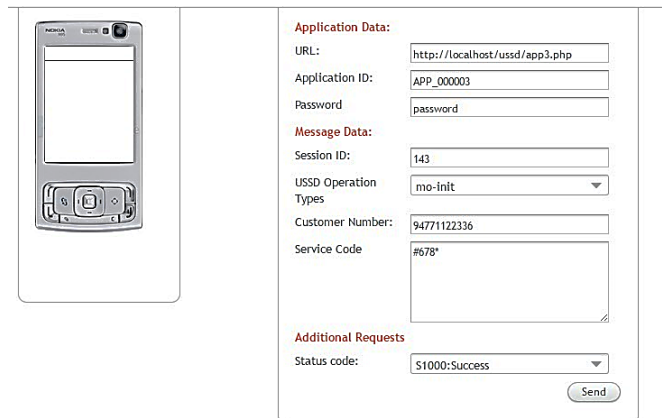 NOKIA
Application Data:
URL:
http://localhost/ussd/app3.php
Application ID:
APP_000003
Password
password
Message Data:
Session ID:
143
USSD Operation
Types
mo-init
Customer Number:
94771122336
Service Code
#678*
Additional Requests
Status code:
S1000:Success
Send